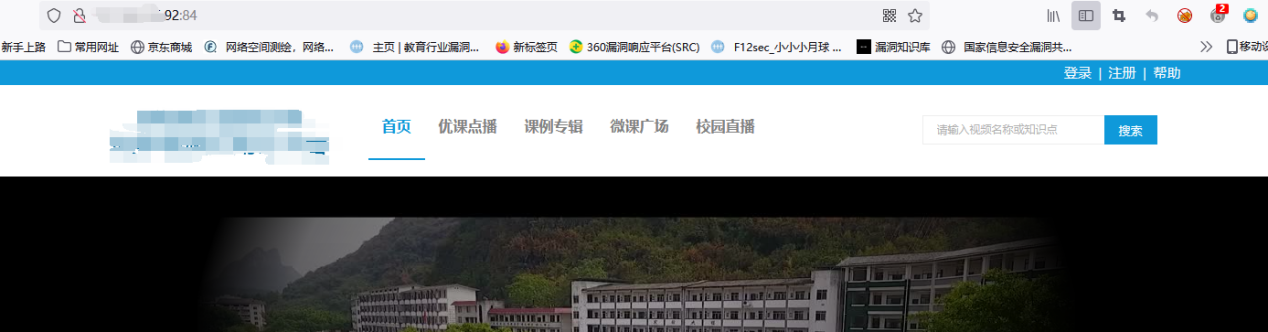 92:84
新手上路 常用网址 京东商城 网络空间测绘，网络... 主页 | 教育行业漏洞... 新标签页 360漏洞响应平台(SRC) F12sec_小小小月球 ... 漏洞知识库 国家信息安全漏洞共... 移动设
2
登录 | 注册 | 帮助
首页 优课点播 课例专辑 微课广场 校园直播 请输入视频名称或知识点 搜索